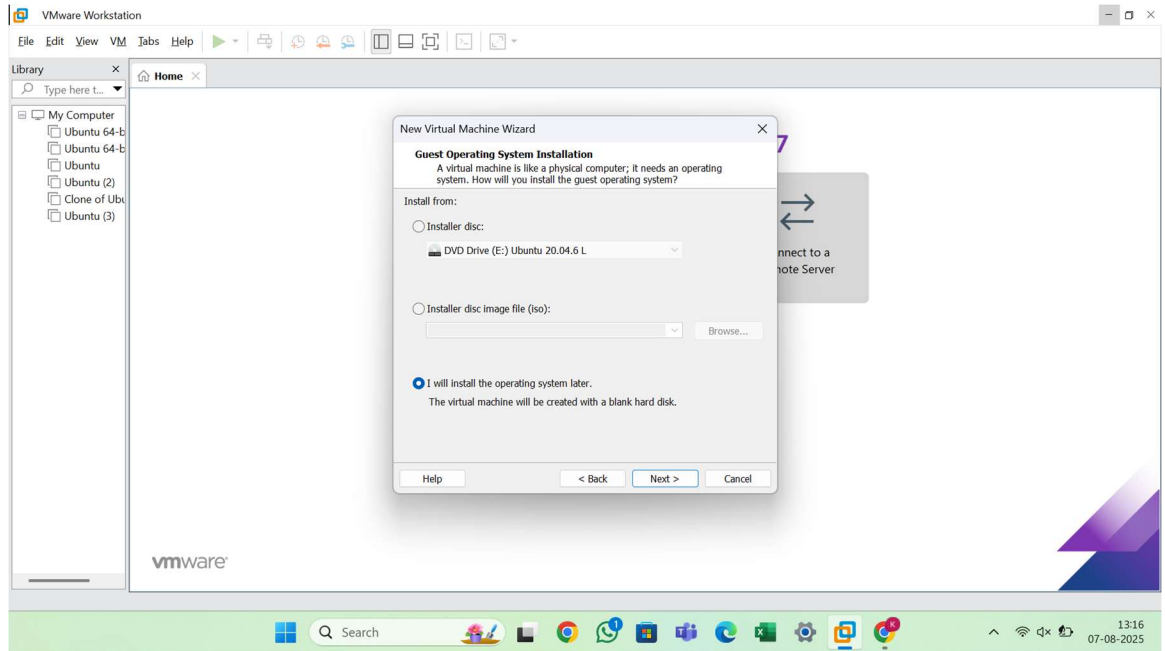 VMware Workstation
File Edit View VM Tabs Help
Library
Type here t...
Home
My Computer
Ubuntu 64-b
Ubuntu 64-b
Ubuntu
Ubuntu (2)
Clone of Ubu
Ubuntu (3)
7
nnect to a
note Server
New Virtual Machine Wizard
Guest Operating System Installation
A virtual machine is like a physical computer; it needs an operating
system. How will you install the guest operating system?
Install from:
Installer disc:
DVD Drive (E:) Ubuntu 20.04.6 L
Installer disc image file (iso):
Browse...
I will install the operating system later.
The virtual machine will be created with a blank hard disk.
Help < Back Next > Cancel
vmware
Search
1
K
13:16
07-08-2025